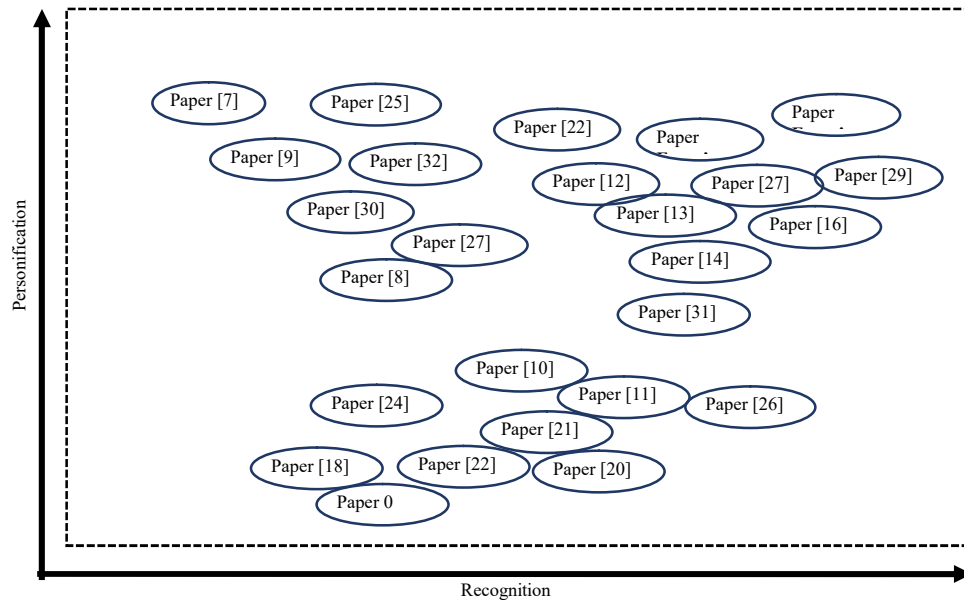 Paper [7]
Paper [25]
Paper
Paper [22]
Paper
Paper [9]
Paper [32]
Paper [12]
Paper [27]
Paper [29]
Paper [30]
Paper [13]
Paper [16]
Paper [27]
Paper [14]
Paper [8]
Personification
Paper [31]
Paper [10]
Paper [11]
Paper [24]
Paper [26]
Paper [21]
Paper [18]
Paper [22]
Paper [20]
Paper 0
Recognition